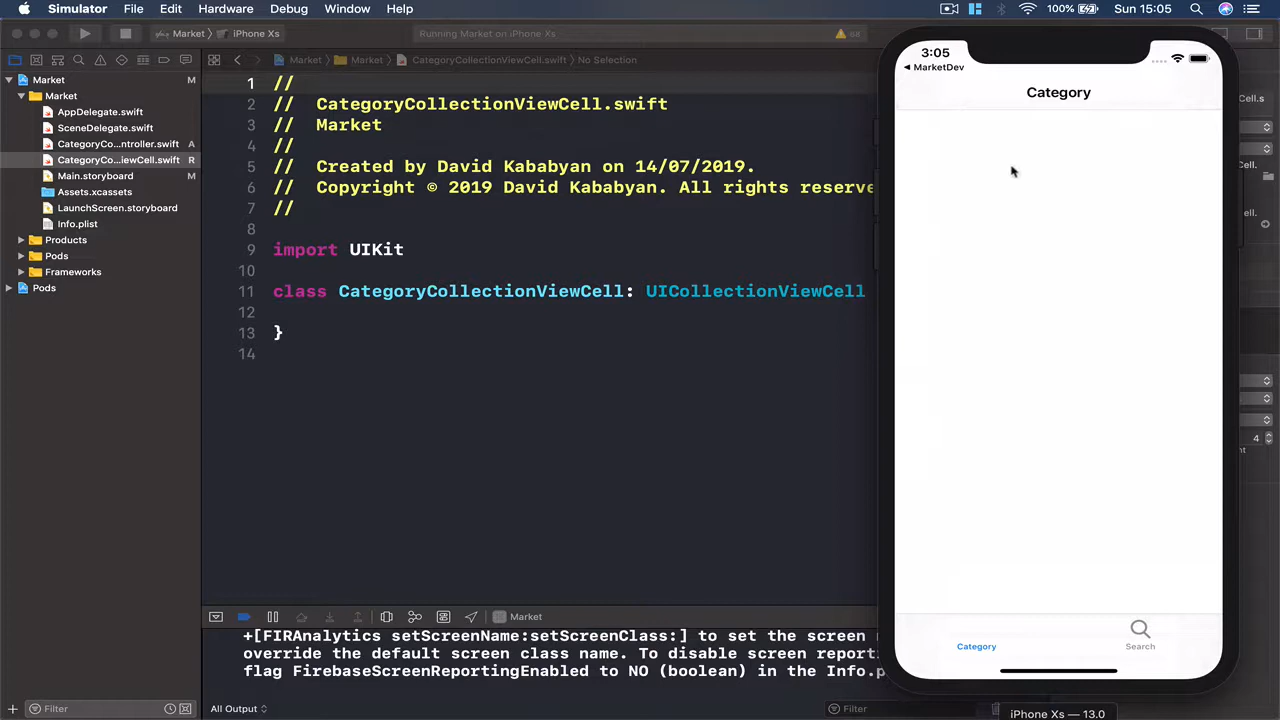 Simulator File Edit Hardware Debug Window Help 100% Sun 15:05
Market iPhone Xs Running Market on iPhone Xs 68
Market Market CategoryCollectionViewCell.swift No Selection
Market M
Market
AppDelegate.swift
SceneDelegate.swift
CategoryCo...ntroller.swift A
CategoryCo...iewCell.swift R
Main.storyboard M
Assets.xcassets
LaunchScreen.storyboard
Info.plist
Products
Pods
Frameworks
Pods
1 //
2 // CategoryCollectionViewCell.swift
3 // Market
4 //
5 // Created by David Kababyan on 14/07/2019.
6 // Copyright © 2019 David Kababyan. All rights reserve
7 //
8
9 import UIKit
10
11 class CategoryCollectionViewCell: UICollectionViewCell
12
13 }
14
Market
+[FIRAnalytics setScreenName:setScreenClass:] to set the screen
override the default screen class name. To disable screen report
flag FirebaseScreenReportingEnabled to NO (boolean) in the Info.p
Filter
All Output
Filter
3:05
MarketDev
Category
Category
Search
iPhone Xs — 13.0
Cell.s
Cell.
ell.
4
nt